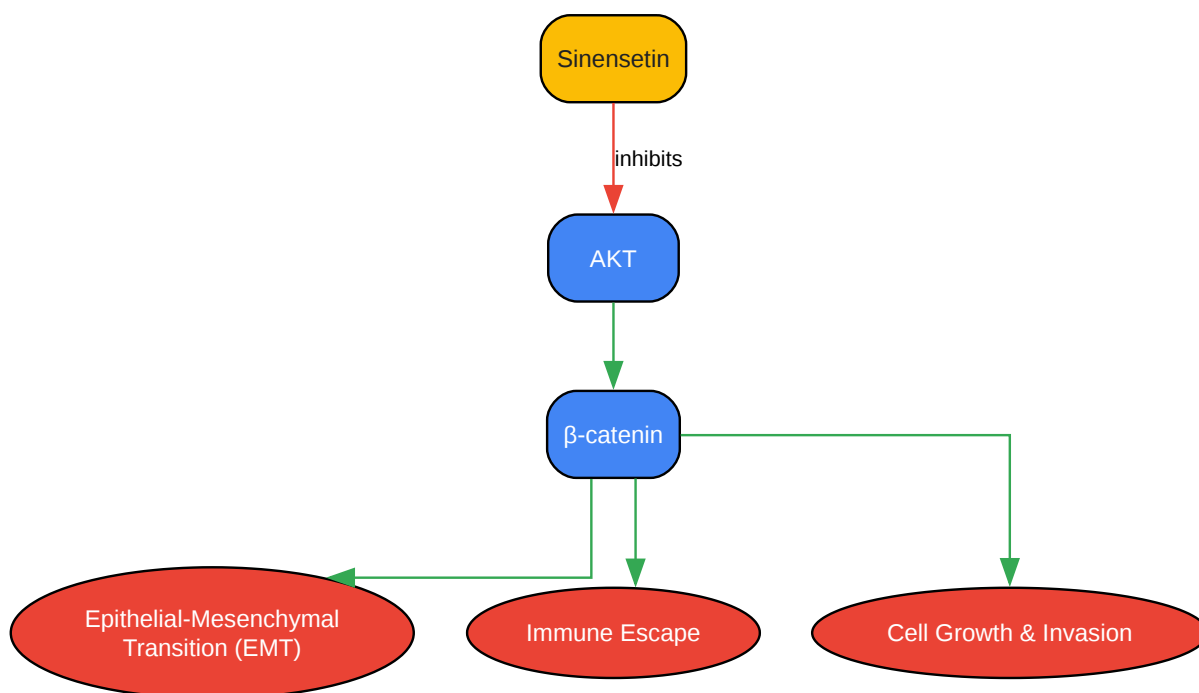 Sinensetin
inhibits
AKT
β-catenin
Epithelial-Mesenchymal
Transition (EMT)
Immune Escape
Cell Growth & Invasion